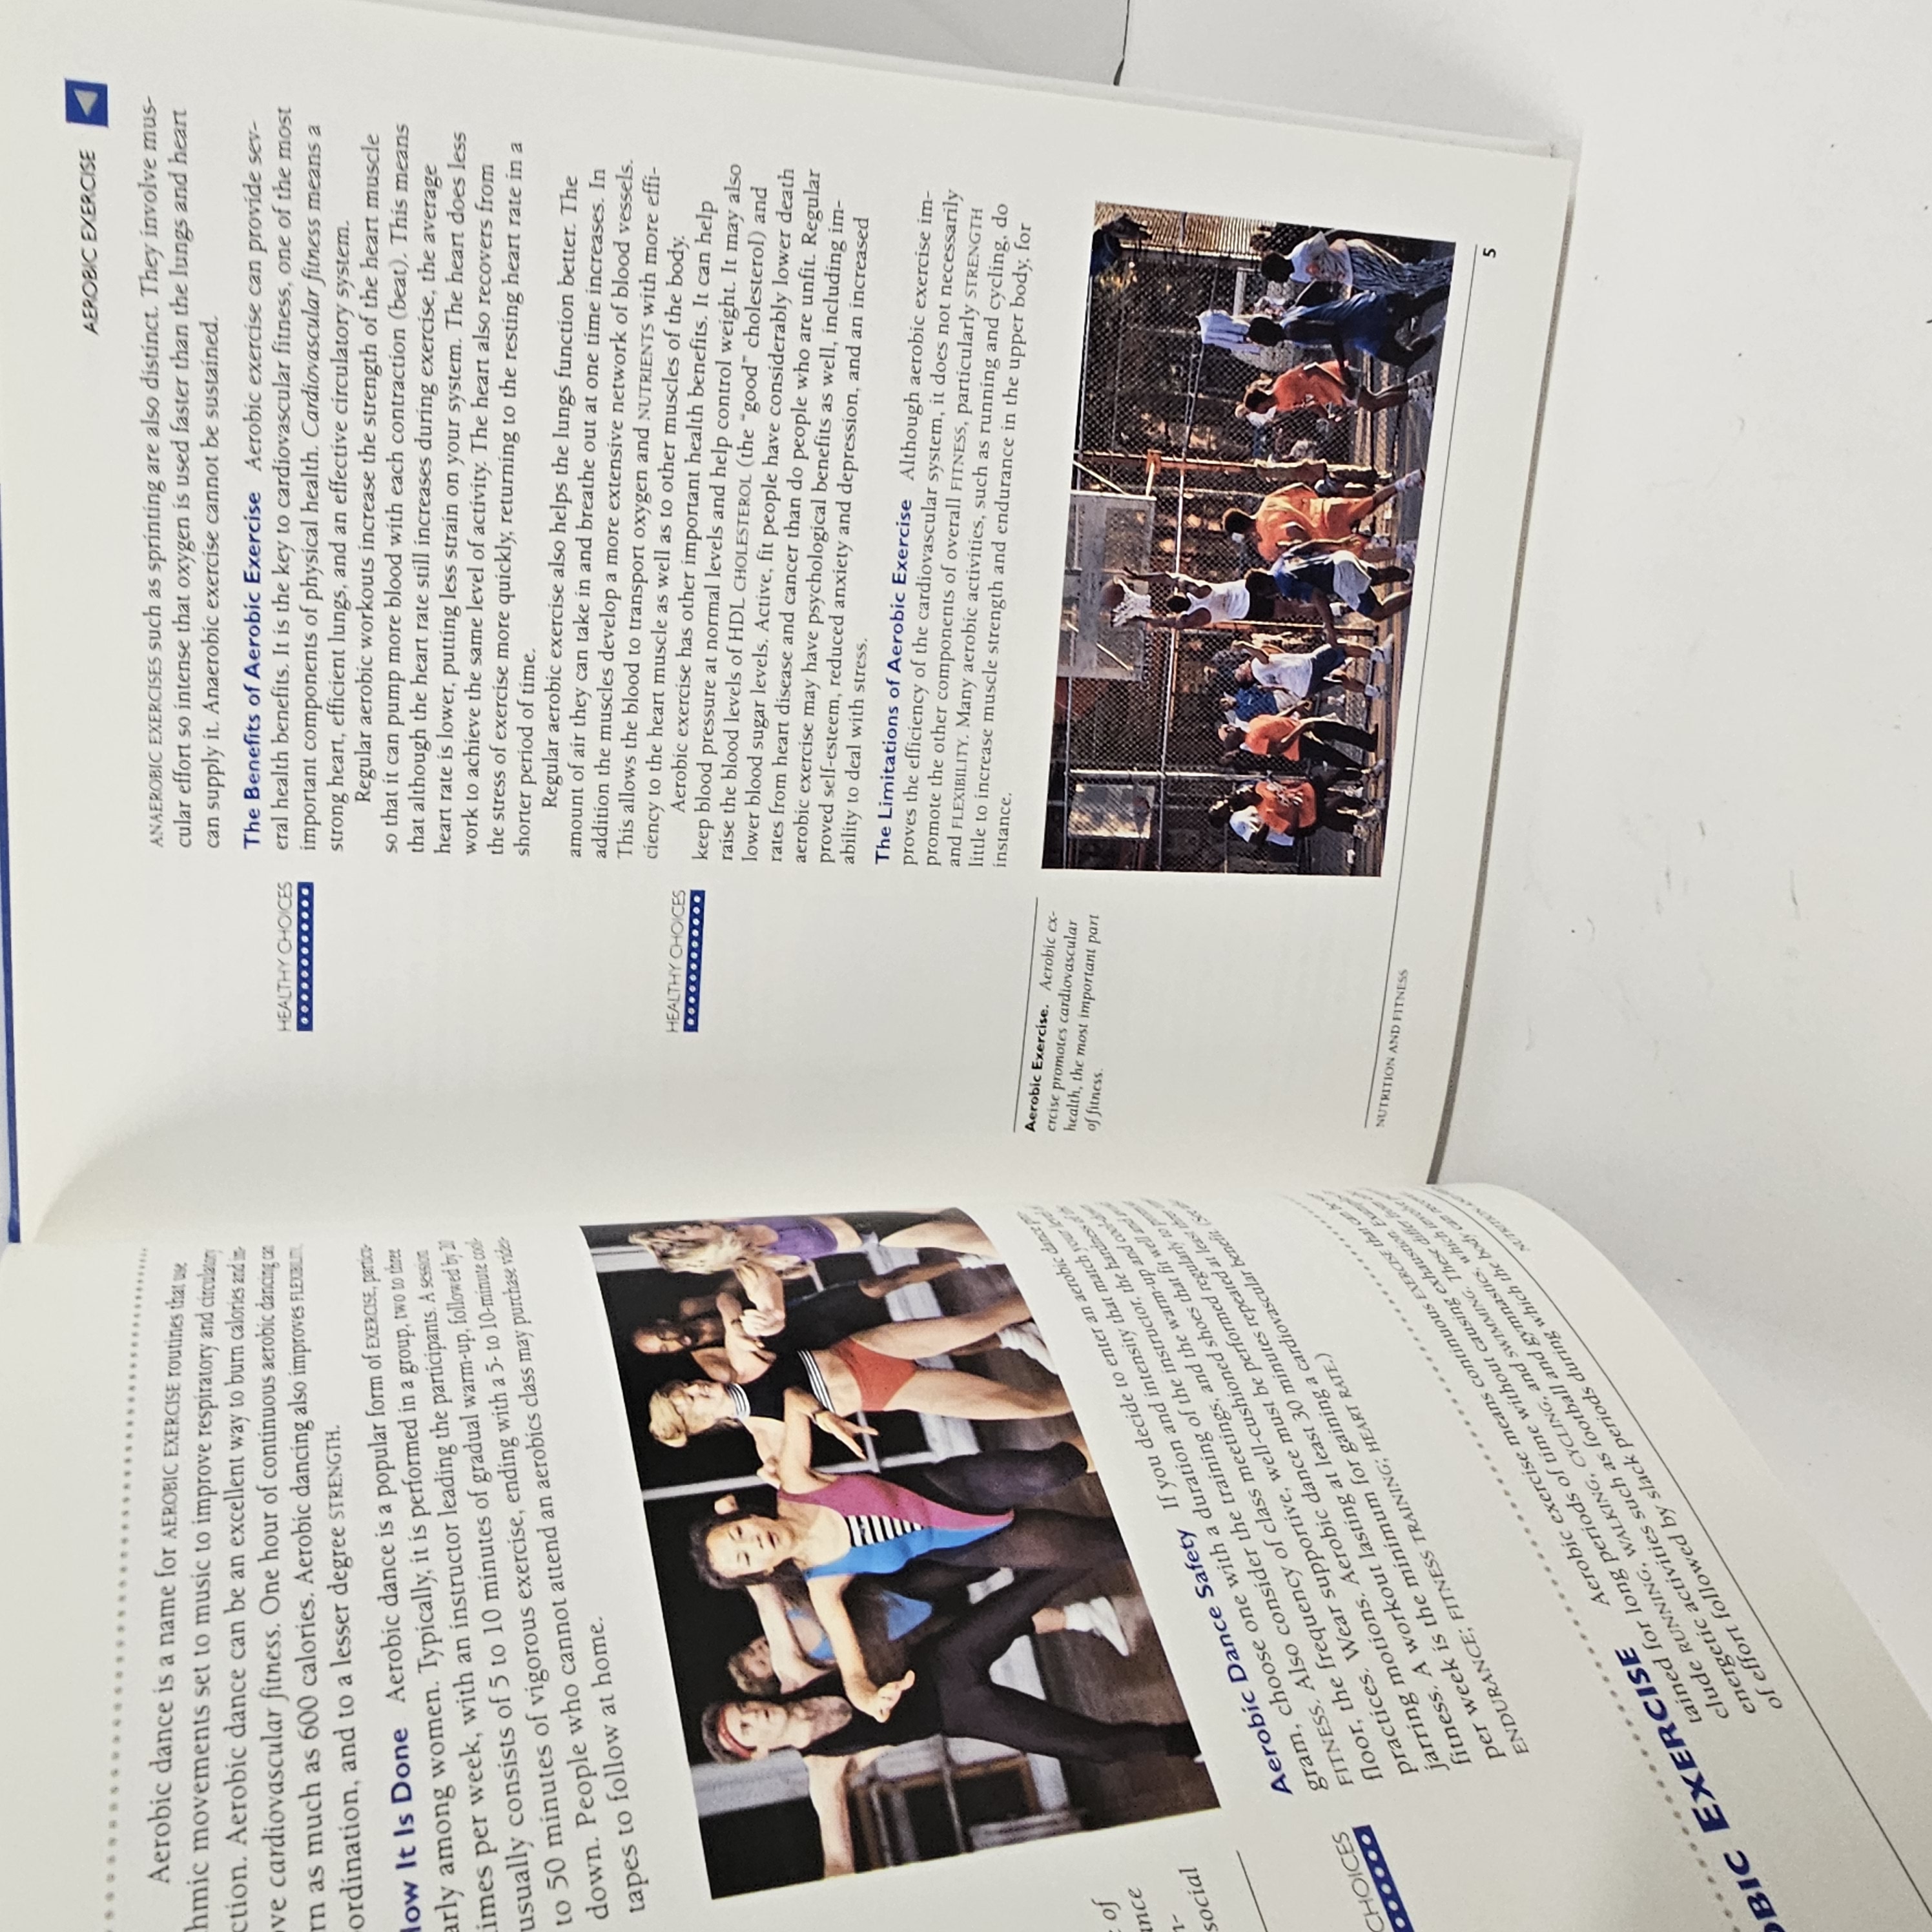 Aerobic dance is a name for AEROBIC EXERCISE routines that use
hmic movements set to music to improve respiratory and circulatory
ction. Aerobic dance can be an excellent way to burn calories and im-
ve cardiovascular fitness. One hour of continuous aerobic dancing can
rn as much as 600 calories. Aerobic dancing also improves FLEXIBILITY,
ordination, and to a lesser degree STRENGTH.
How It Is Done Aerobic dance is a popular form of EXERCISE, particu-
arly among women. Typically, it is performed in a group, two to three
imes per week, with an instructor leading the participants. A session
usually consists of 5 to 10 minutes of gradual warm-up, followed by 20
to 50 minutes of vigorous exercise, ending with a 5- to 10-minute cool-
down. People who cannot attend an aerobics class may purchase video-
tapes to follow at home.
of
ance
n-
social
CHOICES
Aerobic Dance Safety If you decide to enter an aerobic dance pro-
gram, choose one with a duration and intensity that match your level of
FITNESS. Also consider the training of the instructor, the hardness of the
floor, the frequency of class meetings, and the warm-up and cool-down
practices. Wear supportive, well-cushioned shoes that fit well and avoid
jarring motions. Aerobic dance must be performed regularly to promote
fitness. A workout lasting at least 30 minutes repeated at least three times
per week is the minimum for gaining a cardiovascular benefit. (See also
ENDURANCE; FITNESS TRAINING; HEART RATE.)
OBIC EXERCISE
Aerobic exercise means continuous EXERCISE that can be
tained for long periods of time without causing exhaustion. Examples
clude RUNNING, WALKING, CYCLING, and SWIMMING. These differ from
energetic activities such as football and gymnastics, which involve
of effort followed by slack periods during which the body can
NUTRITION AND
AEROBIC EXERCISE
ANAEROBIC EXERCISES such as sprinting are also distinct. They involve mus-
cular effort so intense that oxygen is used faster than the lungs and heart
can supply it. Anaerobic exercise cannot be sustained.
HEALTHY CHOICES
The Benefits of Aerobic Exercise Aerobic exercise can provide sev-
eral health benefits. It is the key to cardiovascular fitness, one of the most
important components of physical health. Cardiovascular fitness means a
strong heart, efficient lungs, and an effective circulatory system.
Regular aerobic workouts increase the strength of the heart muscle
so that it can pump more blood with each contraction (beat). This means
that although the heart rate still increases during exercise, the average
heart rate is lower, putting less strain on your system. The heart does less
work to achieve the same level of activity. The heart also recovers from
the stress of exercise more quickly, returning to the resting heart rate in a
shorter period of time.
Regular aerobic exercise also helps the lungs function better. The
amount of air they can take in and breathe out at one time increases. In
addition the muscles develop a more extensive network of blood vessels.
This allows the blood to transport oxygen and NUTRIENTS with more effi-
ciency to the heart muscle as well as to other muscles of the body.
HEALTHY CHOICES
Aerobic exercise has other important health benefits. It can help
keep blood pressure at normal levels and help control weight. It may also
raise the blood levels of HDL CHOLESTEROL (the “good” cholesterol) and
lower blood sugar levels. Active, fit people have considerably lower death
rates from heart disease and cancer than do people who are unfit. Regular
aerobic exercise may have psychological benefits as well, including im-
proved self-esteem, reduced anxiety and depression, and an increased
ability to deal with stress.
The Limitations of Aerobic Exercise Although aerobic exercise im-
proves the efficiency of the cardiovascular system, it does not necessarily
promote the other components of overall FITNESS, particularly STRENGTH
and FLEXIBILITY. Many aerobic activities, such as running and cycling, do
little to increase muscle strength and endurance in the upper body, for
instance.
Aerobic Exercise. Aerobic ex-
ercise promotes cardiovascular
health, the most important part
of fitness.
NUTRITION AND FITNESS
5